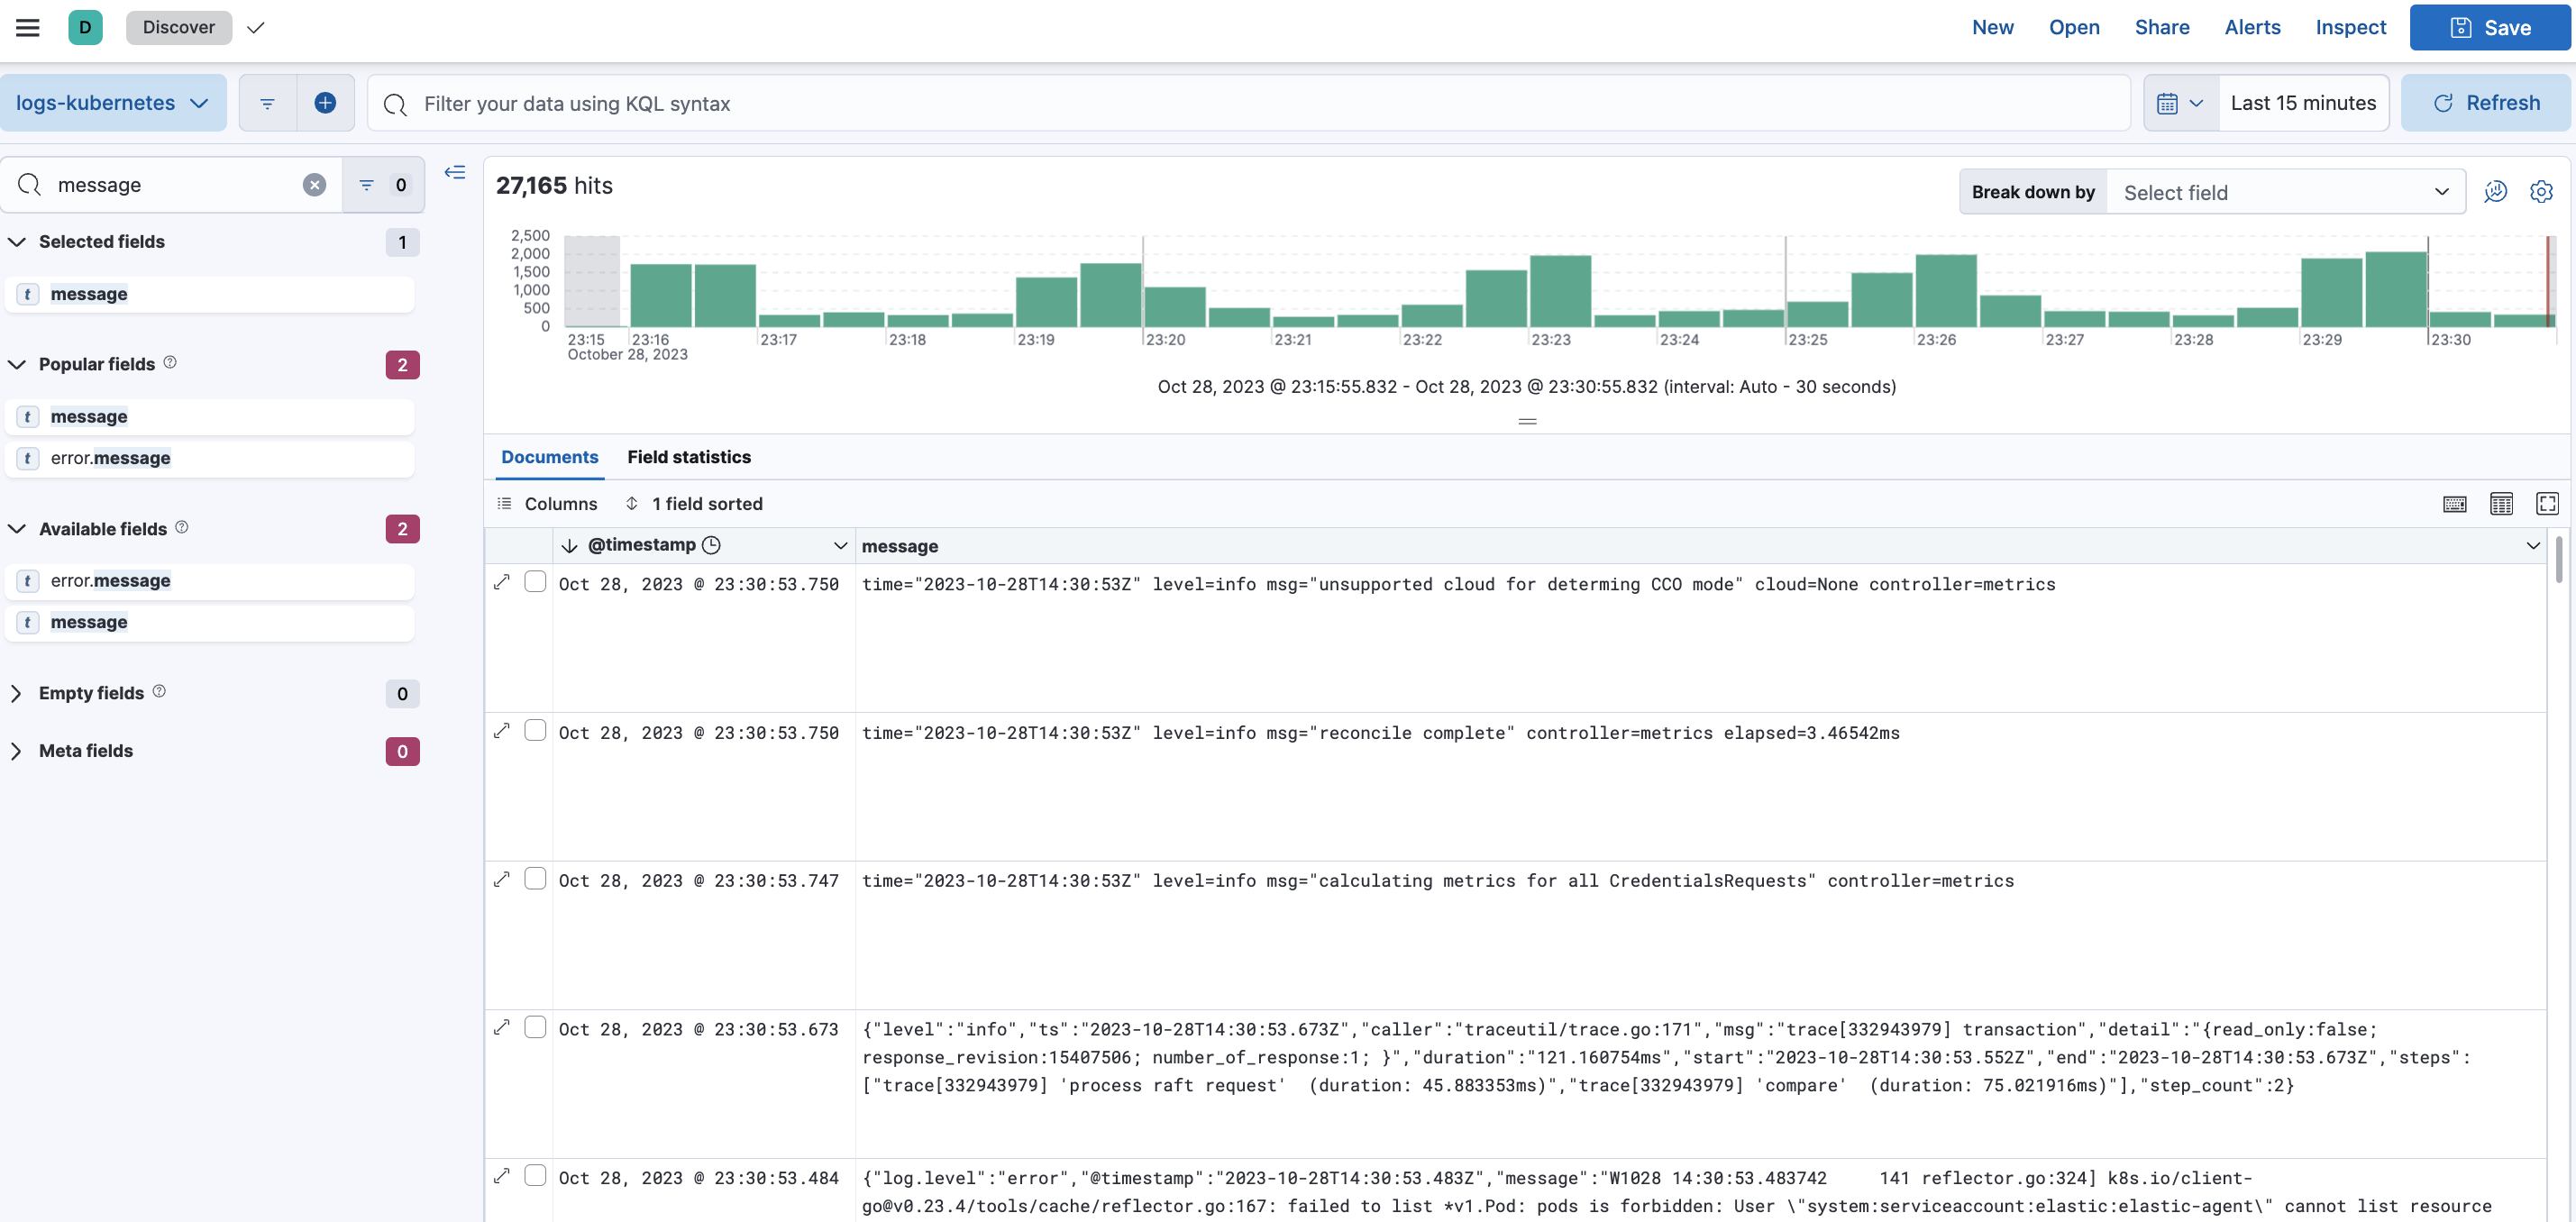 D Discover New Open Share Alerts Inspect Save
logs-kubernetes Filter your data using KQL syntax Last 15 minutes Refresh
message 0
Selected fields 1
t message
Popular fields 2
t message
t error.message
Available fields 2
t error.message
t message
Empty fields 0
Meta fields 0
27,165 hits
Break down by Select field
2,500
2,000
1,500
1,000
500
0
23:15 23:16 23:17 23:18 23:19 23:20 23:21 23:22 23:23 23:24 23:25 23:26 23:27 23:28 23:29 23:30
October 28, 2023
Oct 28, 2023 @ 23:15:55.832 - Oct 28, 2023 @ 23:30:55.832 (interval: Auto - 30 seconds)
Documents Field statistics
Columns 1 field sorted
@timestamp message
Oct 28, 2023 @ 23:30:53.750 time="2023-10-28T14:30:53Z" level=info msg="unsupported cloud for determing CCO mode" cloud=None controller=metrics
Oct 28, 2023 @ 23:30:53.750 time="2023-10-28T14:30:53Z" level=info msg="reconcile complete" controller=metrics elapsed=3.46542ms
Oct 28, 2023 @ 23:30:53.747 time="2023-10-28T14:30:53Z" level=info msg="calculating metrics for all CredentialsRequests" controller=metrics
Oct 28, 2023 @ 23:30:53.673 {"level":"info","ts":"2023-10-28T14:30:53.673Z","caller":"traceutil/trace.go:171","msg":"trace[332943979] transaction","detail":"{read_only:false;
response_revision:15407506; number_of_response:1; }","duration":"121.160754ms","start":"2023-10-28T14:30:53.552Z","end":"2023-10-28T14:30:53.673Z","steps":
["trace[332943979] 'process raft request'  (duration: 45.883353ms)","trace[332943979] 'compare'  (duration: 75.021916ms)"],"step_count":2}
Oct 28, 2023 @ 23:30:53.484 {"log.level":"error","@timestamp":"2023-10-28T14:30:53.483Z","message":"W1028 14:30:53.483742     141 reflector.go:324] k8s.io/client-
go@v0.23.4/tools/cache/reflector.go:167: failed to list *v1.Pod: pods is forbidden: User \"system:serviceaccount:elastic:elastic-agent\" cannot list resource